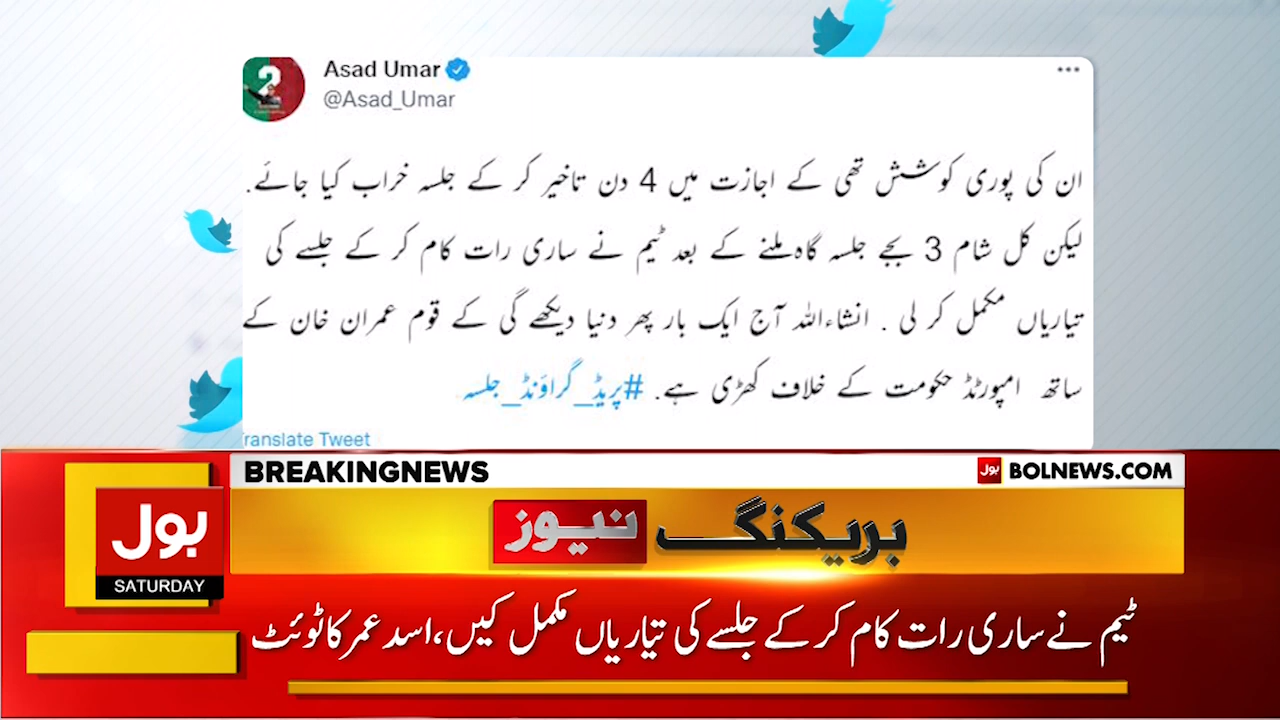 Asad Umar
@Asad_Umar
ان کی پوری کوشش تھی کے اجازت میں 4 دن تاخیر کر کے جلسہ خراب کیا جائے.
لیکن کل شام 3 بجے جلسہ گاہ ملنے کے بعد ٹیم نے ساری رات کام کر کے جلسے کی
تیاریاں مکمل کر لی . انشاءاللہ آج ایک بار پھر دنیا دیکھے گی کے قوم عمران خان کے
ساتھ امپورٹڈ حکومت کے خلاف کھڑی ہے. #پریڈ_گراؤنڈ_جلسہ
ranslate Tweet
BREAKINGNEWS
بول BOLNEWS.COM
بریکنگ نیوز
بول
SATURDAY
ٹیم نے ساری رات کام کر کے جلسے کی تیاریاں مکمل کیں، اسد عمر کا ٹوئٹ